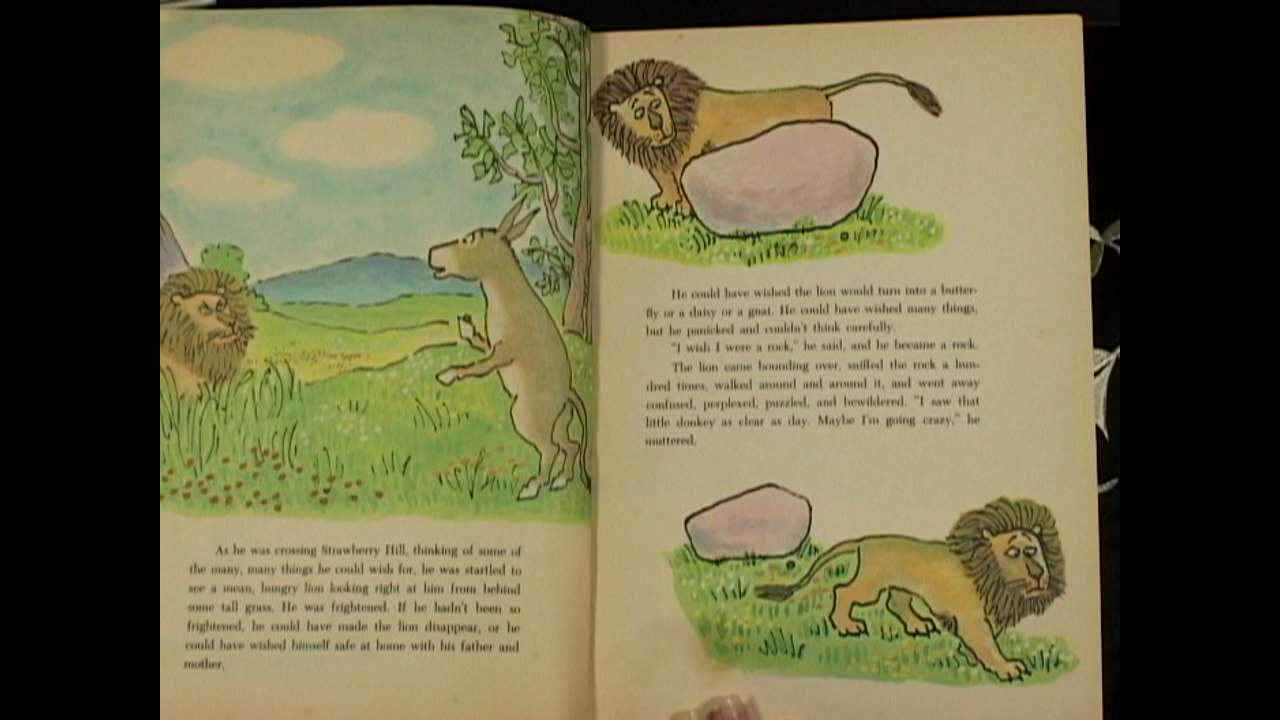 As he was crossing Strawberry Hill, thinking of some of
the many, many things he could wish for, he was startled to
see a mean, hungry lion looking right at him from behind
some tall grass. He was frightened. If he hadn't been so
frightened, he could have made the lion disappear, or he
could have wished himself safe at home with his father and
mother.
He could have wished the lion would turn into a butter-
fly or a daisy or a gnat. He could have wished many things,
but he panicked and couldn't think carefully.
"I wish I were a rock," he said, and he became a rock.
The lion came bounding over, sniffed the rock a hun-
dred times, walked around and around it, and went away
confused, perplexed, puzzled, and bewildered. "I saw that
little donkey as clear as day. Maybe I'm going crazy," he
muttered.